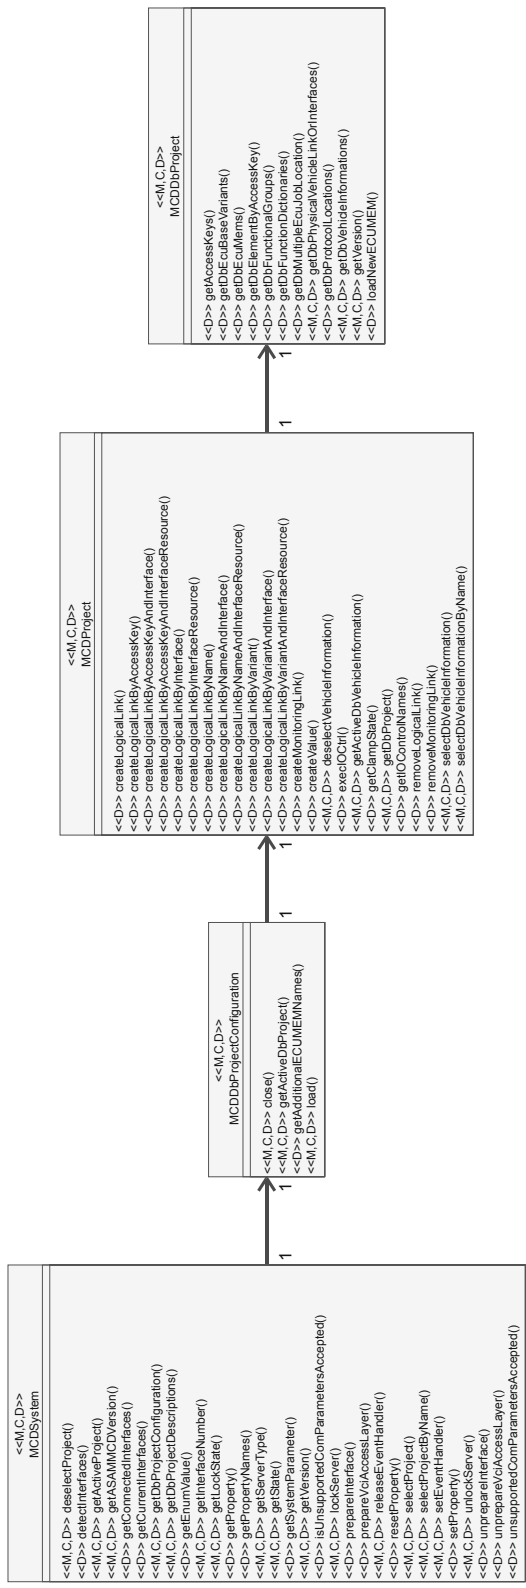 <<M,C,D>>
MCDSystem
<<M,C,D>> deselectProject()
<<D>> detectInterfaces()
<<M,C,D>> getActiveProject()
<<M,C,D>> getASAMMCDVersion()
<<D>> getConnectedInterfaces()
<<D>> getCurrentInterfaces()
<<M,C,D>> getDbProjectConfiguration()
<<M,C,D>> getDbProjectDescriptions()
<<D>> getEnumValue()
<<M,C,D>> getInterfaceNumber()
<<M,C,D>> getLockState()
<<D>> getProperty()
<<D>> getPropertyNames()
<<M,C,D>> getServerType()
<<M,C,D>> getState()
<<D>> getSystemParameter()
<<M,C,D>> getVersion()
<<D>> isUnsupportedComParametersAccepted()
<<M,C,D>> lockServer()
<<D>> prepareInterface()
<<D>> prepareVciAccessLayer()
<<M,C,D>> releaseEventHandler()
<<D>> resetProperty()
<<M,C,D>> selectProject()
<<M,C,D>> selectProjectByName()
<<M,C,D>> setEventHandler()
<<D>> setProperty()
<<M,C,D>> unlockServer()
<<D>> unprepareInterface()
<<D>> unprepareVciAccessLayer()
<<D>> unsupportedComParametersAccepted()
1
1
<<M,C,D>>
MCDDbProjectConfiguration
<<M,C,D>> close()
<<M,C,D>> getActiveDbProject()
<<D>> getAdditionalECUMEMNames()
<<M,C,D>> load()
1
1
<<M,C,D>>
MCDProject
<<D>> createLogicalLink()
<<D>> createLogicalLinkByAccessKey()
<<D>> createLogicalLinkByAccessKeyAndInterface()
<<D>> createLogicalLinkByAccessKeyAndInterfaceResource()
<<D>> createLogicalLinkByInterface()
<<D>> createLogicalLinkByInterfaceResource()
<<D>> createLogicalLinkByName()
<<D>> createLogicalLinkByNameAndInterface()
<<D>> createLogicalLinkByNameAndInterfaceResource()
<<D>> createLogicalLinkByVariant()
<<D>> createLogicalLinkByVariantAndInterface()
<<D>> createLogicalLinkByVariantAndInterfaceResource()
<<D>> createMonitoringLink()
<<D>> createValue()
<<M,C,D>> deselectVehicleInformation()
<<D>> execIOCtrl()
<<M,C,D>> getActiveDbVehicleInformation()
<<D>> getClampState()
<<M,C,D>> getDbProject()
<<D>> getIOControlNames()
<<D>> removeLogicalLink()
<<D>> removeMonitoringLink()
<<M,C,D>> selectDbVehicleInformation()
<<M,C,D>> selectDbVehicleInformationByName()
1
1
<<M,C,D>>
MCDDbProject
<<D>> getAccessKeys()
<<D>> getDbEcuBaseVariants()
<<D>> getDbEcuMems()
<<D>> getDbElementByAccessKey()
<<D>> getDbFunctionalGroups()
<<D>> getDbFunctionDictionaries()
<<D>> getDbMultipleEcuJobLocation()
<<M,C,D>> getDbPhysicalVehicleLinkOrInterfaces()
<<D>> getDbProtocolLocations()
<<M,C,D>> getDbVehicleInformations()
<<M,C,D>> getVersion()
<<D>> loadNewECUMEM()